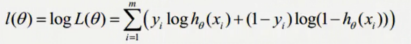 l(θ) = log L(θ) = ∑_{i=1}^{m} (y_i log h_θ(x_i) + (1 − y_i) log(1 − h_θ(x_i)))